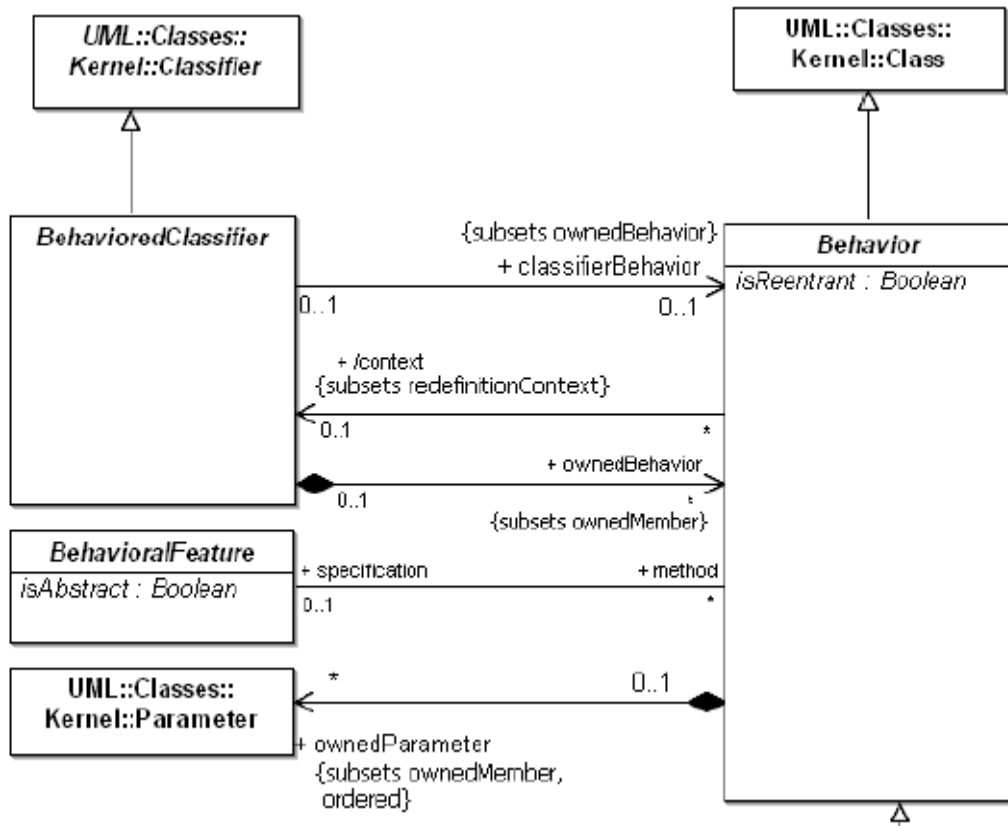 UML::Classes::
Kernel::Classifier
UML::Classes::
Kernel::Class
BehavioredClassifier
{subsets ownedBehavior}
+ classifierBehavior
0..1
0..1
Behavior
isReentrant : Boolean
+ /context
{subsets redefinitionContext}
0..1
*
+ ownedBehavior
0..1
*
{subsets ownedMember}
BehavioralFeature
isAbstract : Boolean
+ specification
+ method
0..1
*
UML::Classes::
Kernel::Parameter
*
0..1
+ ownedParameter
{subsets ownedMember,
ordered}